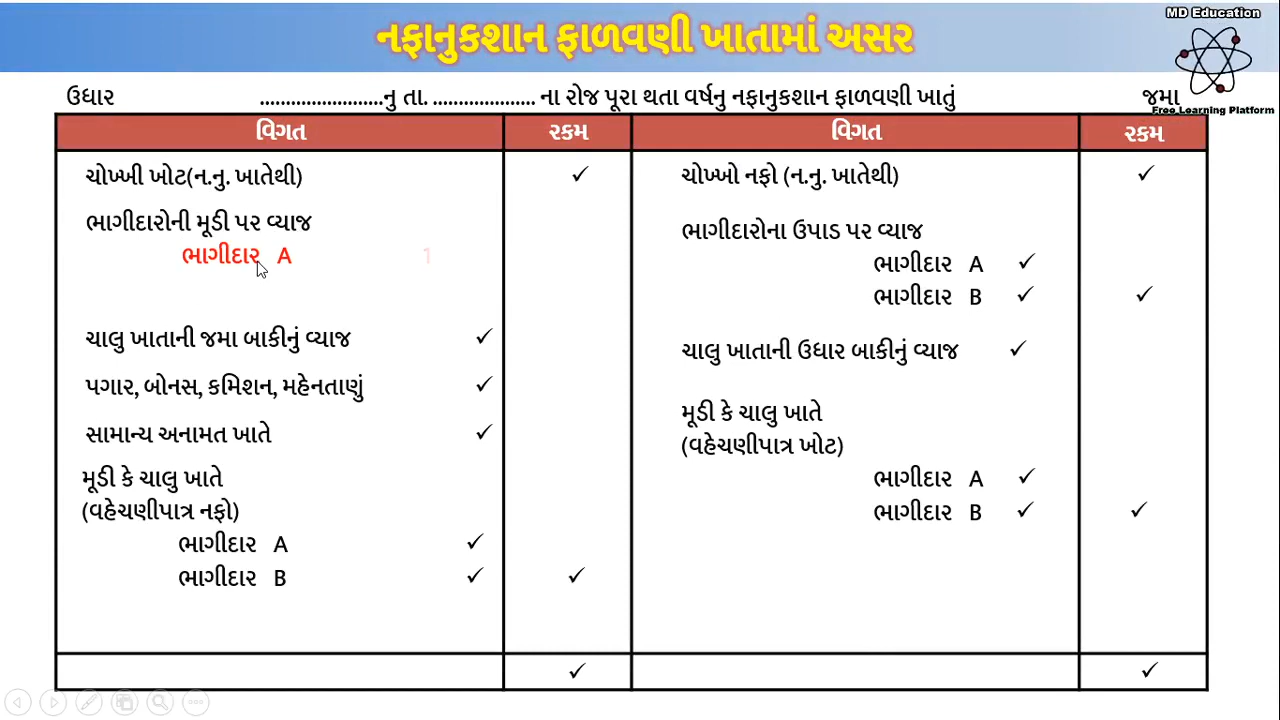 MD Education
નફાનુકશાન ફાળવણી ખાતામાં અસર
Free Learning Platform
ઉધાર ........................નુ તા. .................... ના રોજ પૂરા થતા વર્ષનુ નફાનુકશાન ફાળવણી ખાતું જમા
વિગત રકમ વિગત રકમ
ચોખ્ખી ખોટ(ન.નુ. ખાતેથી) ✓
ભાગીદારોની મૂડી પર વ્યાજ
ભાગીદાર A 1
ચાલુ ખાતાની જમા બાકીનું વ્યાજ ✓
પગાર, બોનસ, કમિશન, મહેનતાણું ✓
સામાન્ય અનામત ખાતે ✓
મૂડી કે ચાલુ ખાતે
(વહેચણીપાત્ર નફો)
ભાગીદાર A ✓
ભાગીદાર B ✓ ✓
✓
ચોખ્ખો નફો (ન.નુ. ખાતેથી) ✓
ભાગીદારોના ઉપાડ પર વ્યાજ
ભાગીદાર A ✓
ભાગીદાર B ✓ ✓
ચાલુ ખાતાની ઉધાર બાકીનું વ્યાજ ✓
મૂડી કે ચાલુ ખાતે
(વહેચણીપાત્ર ખોટ)
ભાગીદાર A ✓
ભાગીદાર B ✓ ✓
✓